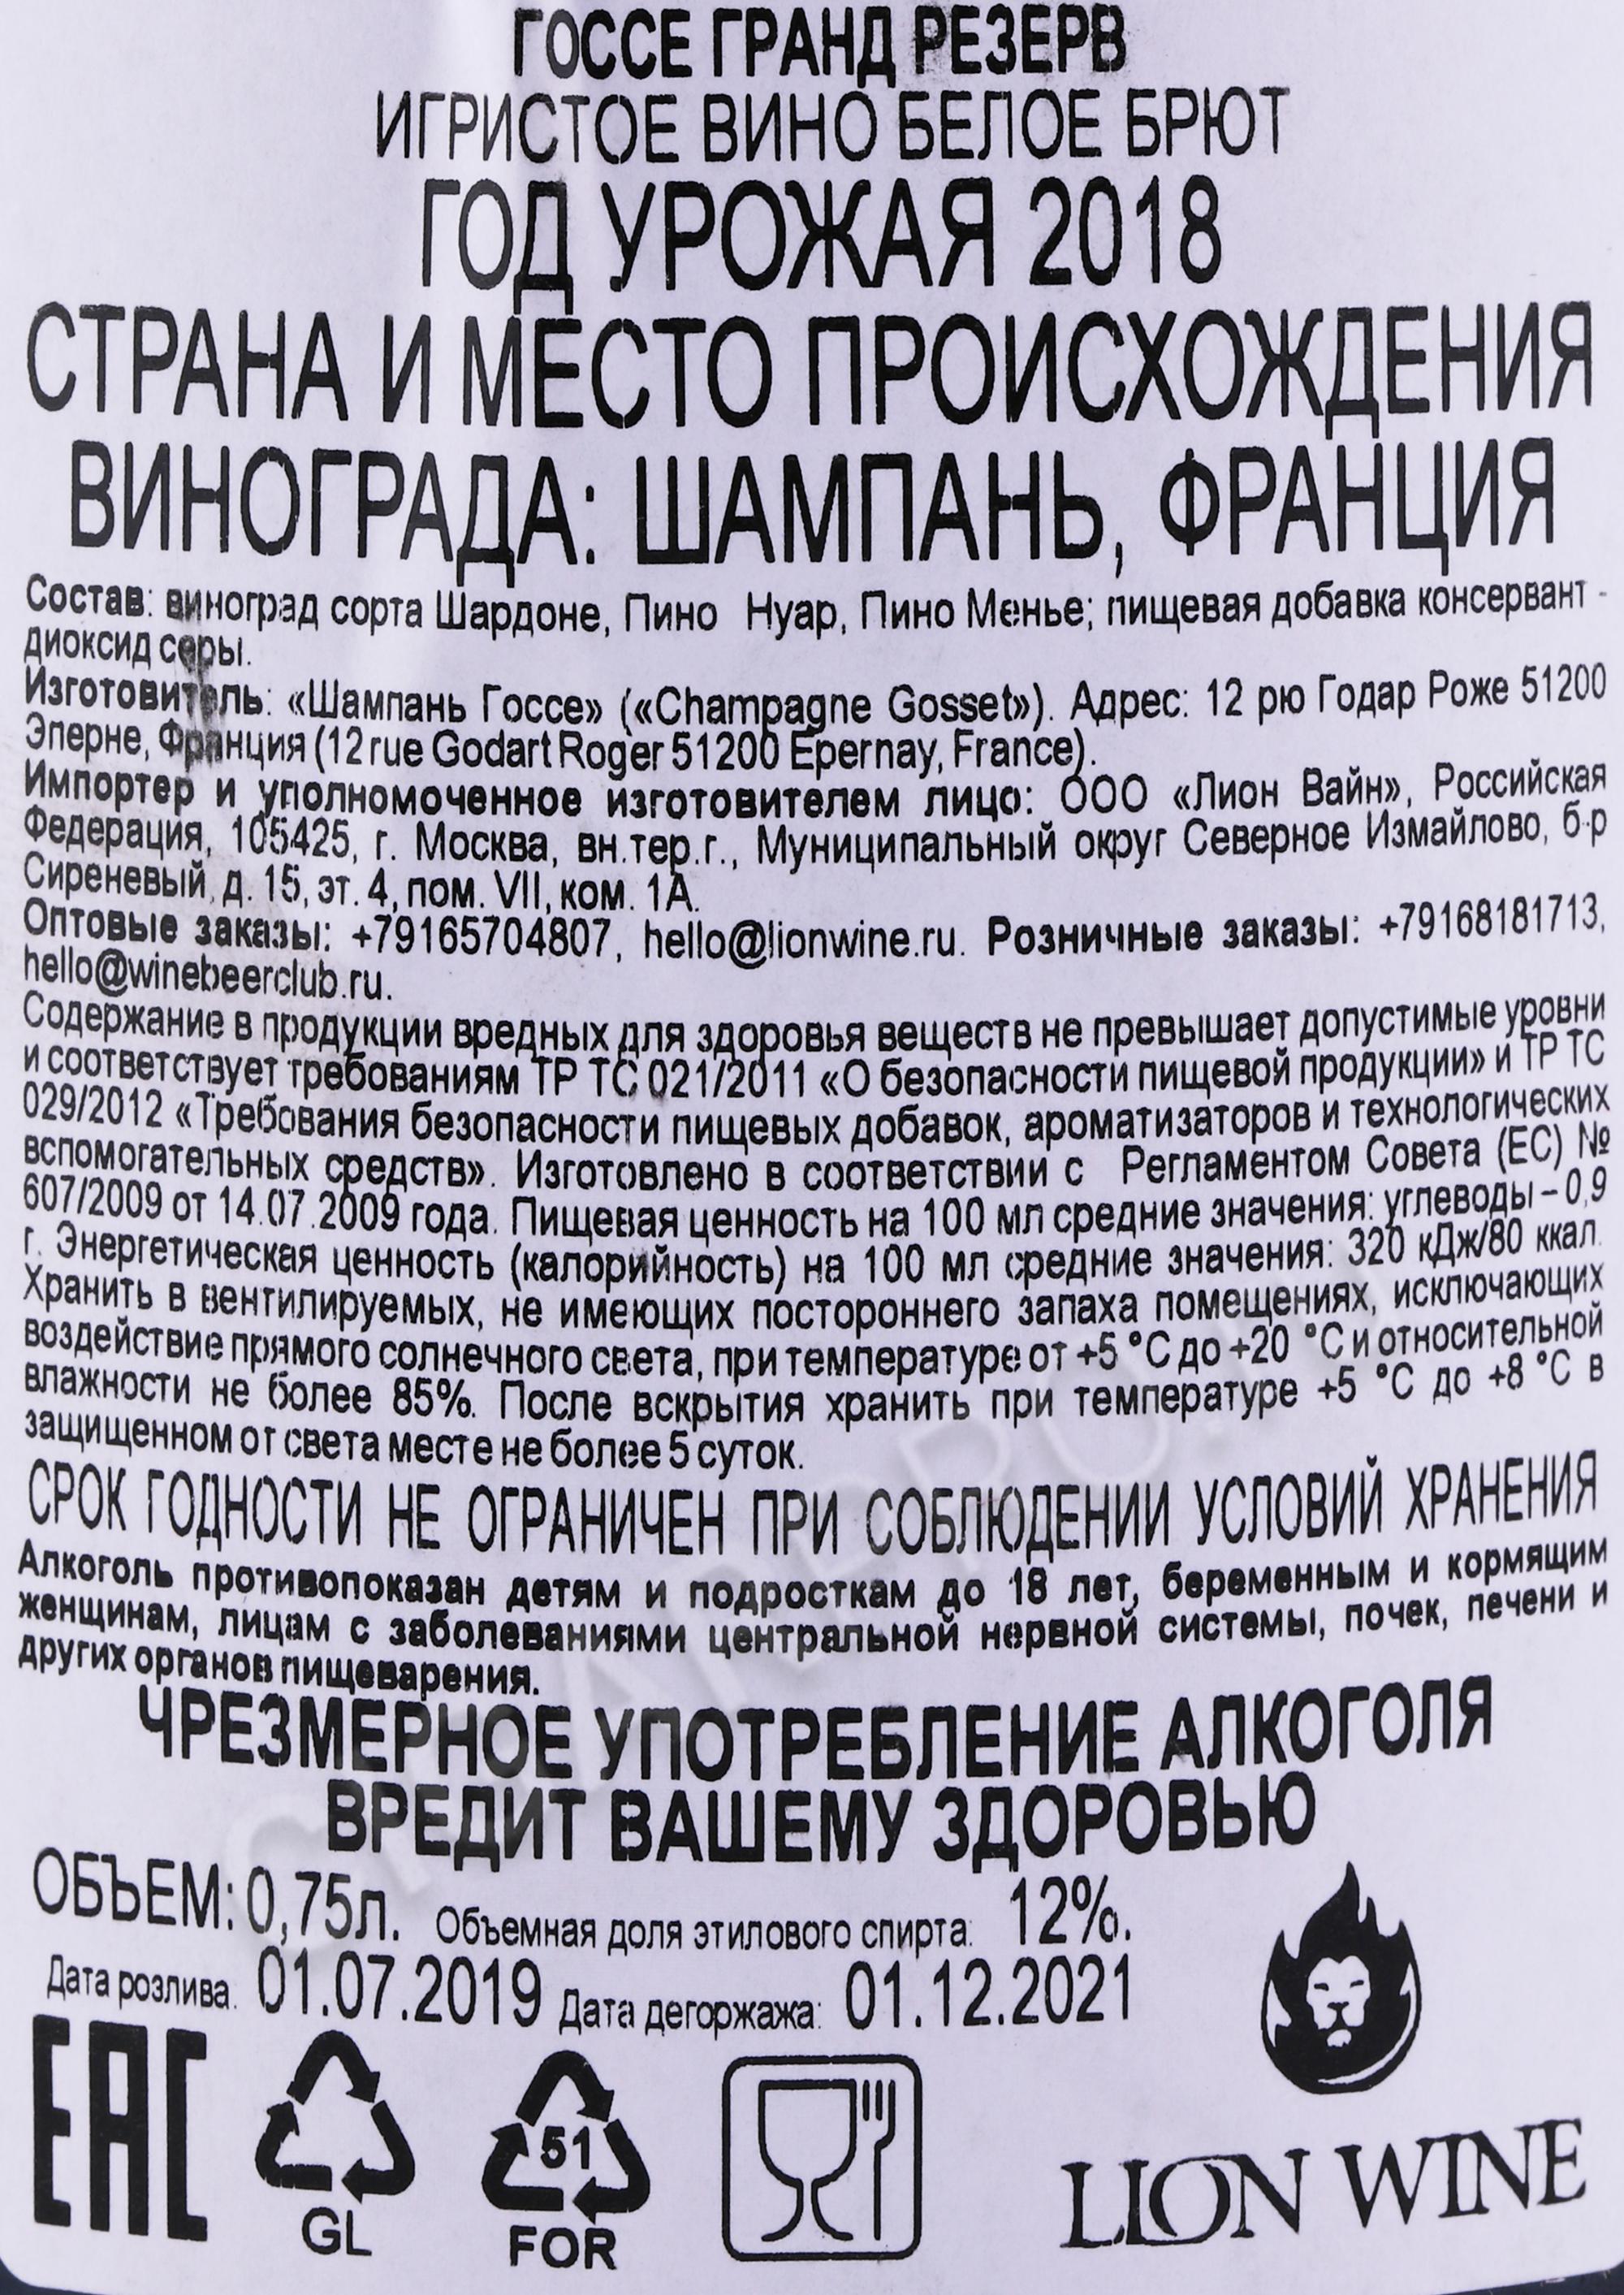 ГОССЕ ГРАНД РЕЗЕРВ
ИГРИСТОЕ ВИНО БЕЛОЕ БРЮТ
ГОД УРОЖАЯ 2018
СТРАНА И МЕСТО ПРОИСХОЖДЕНИЯ
ВИНОГРАДА: ШАМПАНЬ, ФРАНЦИЯ
Состав: виноград сорта Шардоне, Пино Нуар, Пино Менье; пищевая добавка консервант -
диоксид серы.
Изготовитель: «Шампань Госсе» («Champagne Gosset»). Адрес: 12 рю Годар Роже 51200
Эперне, Франция (12 rue Godart Roger 51200 Epernay, France).
Импортер и уполномоченное изготовителем лицо: ООО «Лион Вайн», Российская
Федерация, 105425, г. Москва, вн.тер.г., Муниципальный округ Северное Измайлово, б-р
Сиреневый, д. 15, эт. 4, пом. VII, ком. 1А.
Оптовые заказы: +79165704807, hello@lionwine.ru. Розничные заказы: +79168181713,
hello@winebeerclub.ru.
Содержание в продукции вредных для здоровья веществ не превышает допустимые уровни
и соответствует требованиям ТР ТС 021/2011 «О безопасности пищевой продукции» и ТР ТС
029/2012 «Требования безопасности пищевых добавок, ароматизаторов и технологических
вспомогательных средств». Изготовлено в соответствии с Регламентом Совета (ЕС) №
607/2009 от 14.07.2009 года. Пищевая ценность на 100 мл средние значения: углеводы – 0,9
г. Энергетическая ценность (калорийность) на 100 мл средние значения: 320 кДж/80 ккал.
Хранить в вентилируемых, не имеющих постороннего запаха помещениях, исключающих
воздействие прямого солнечного света, при температуре от +5 °C до +20 °C и относительной
влажности не более 85%. После вскрытия хранить при температуре +5 °C до +8 °C в
защищенном от света месте не более 5 суток.
СРОК ГОДНОСТИ НЕ ОГРАНИЧЕН ПРИ СОБЛЮДЕНИИ УСЛОВИЙ ХРАНЕНИЯ
Алкоголь противопоказан детям и подросткам до 18 лет, беременным и кормящим
женщинам, лицам с заболеваниями центральной нервной системы, почек, печени и
других органов пищеварения.
ЧРЕЗМЕРНОЕ УПОТРЕБЛЕНИЕ АЛКОГОЛЯ
ВРЕДИТ ВАШЕМУ ЗДОРОВЬЮ
ОБЪЕМ: 0,75л. Объемная доля этилового спирта: 12%.
Дата розлива: 01.07.2019 Дата дегоржажа: 01.12.2021
EAC
51
GL
FOR
LION WINE